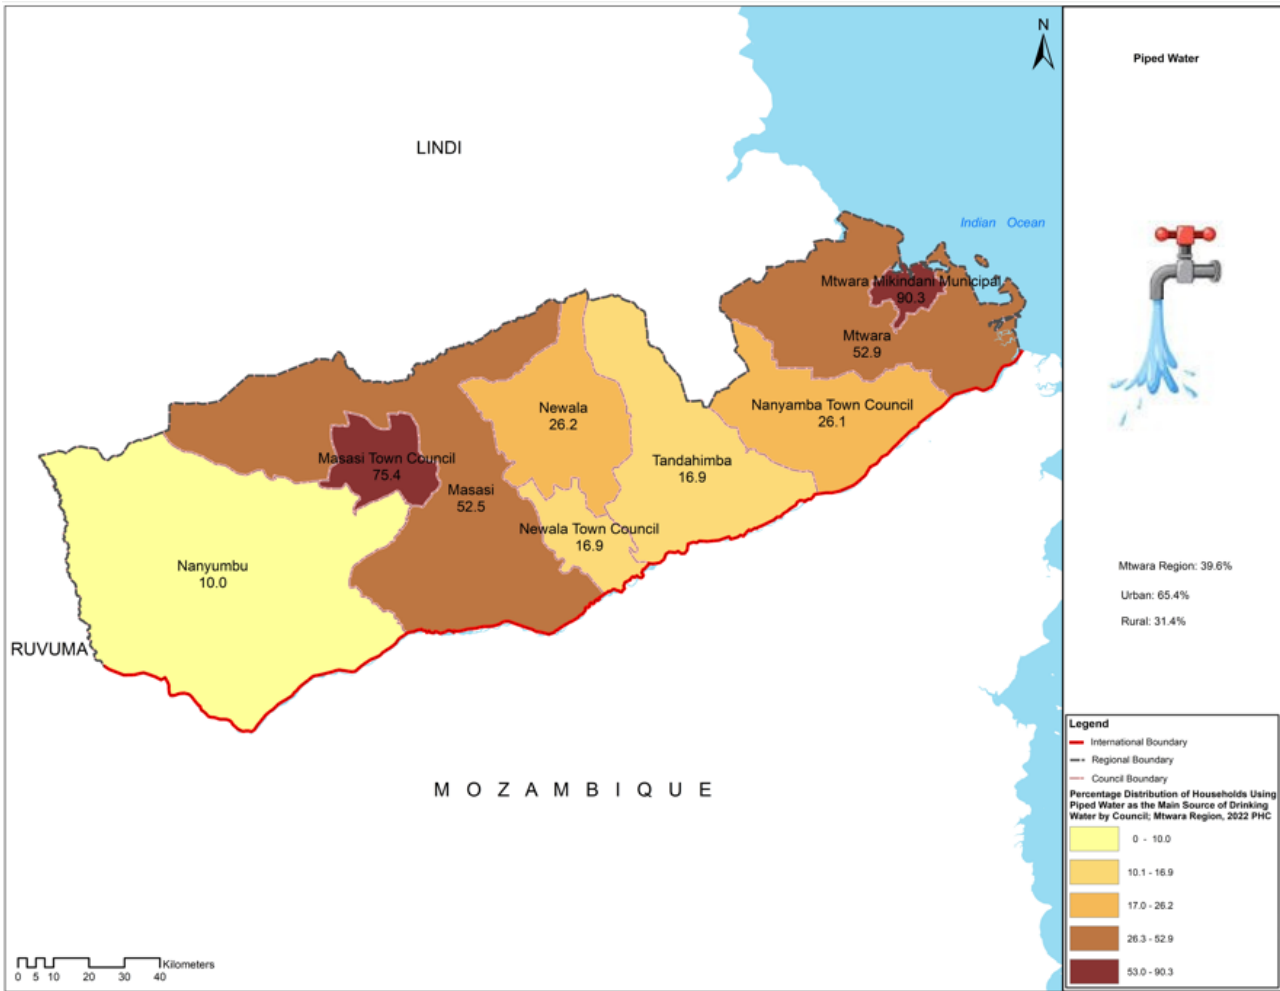 N
Piped Water
LINDI
Indian Ocean
Mtwara Mikindani Municipal
90.3
Mtwara
52.9
Newala
26.2
Nanyamba Town Council
26.1
Masasi Town Council
75.4
Tandahimba
16.9
Masasi
52.5
Newala Town Council
16.9
Nanyumbu
10.0
Mtwara Region: 39.6%
Urban: 65.4%
Rural: 31.4%
RUVUMA
MOZAMBIQUE
Legend
International Boundary
Regional Boundary
Council Boundary
Percentage Distribution of Households Using
Piped Water as the Main Source of Drinking
Water by Council; Mtwara Region, 2022 PHC
0 - 10.0
10.1 - 16.9
17.0 - 26.2
26.3 - 52.9
53.0 - 90.3
Kilometers
0 5 10 20 30 40